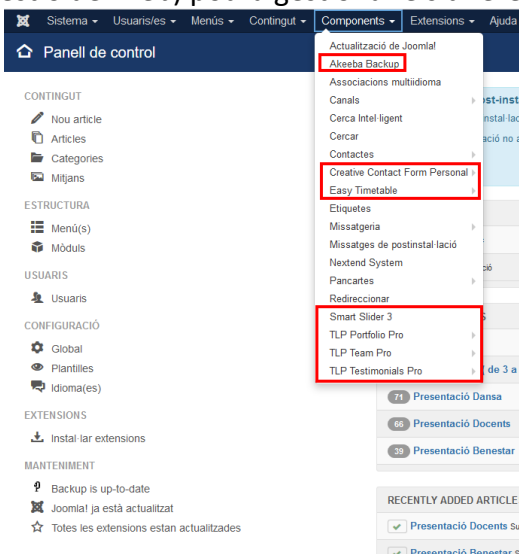 Sistema Usuaris/es Menús Contingut Components Extensions Ajuda
Panell de control
CONTINGUT
Nou article
Articles
Categories
Mitjans
ESTRUCTURA
Menú(s)
Mòduls
USUARIS
Usuaris
CONFIGURACIÓ
Global
Plantilles
Idioma(es)
EXTENSIONS
Instal·lar extensions
MANTENIMENT
Backup is up-to-date
Joomla! ja està actualitzat
Totes les extensions estan actualitzades
Actualització de Joomla!
Akeeba Backup
Associacions multiidioma
Canals
Cerca Intel·ligent
Cercar
Contactes
Creative Contact Form Personal
Easy Timetable
Etiquetes
Missatgeria
Missatges de postinstal·lació
Nextend System
Pancartes
Redireccionar
Smart Slider 3
TLP Portfolio Pro
TLP Team Pro
TLP Testimonials Pro
de 3 a
71 Presentació Dansa
66 Presentació Docents
39 Presentació Benestar
RECENTLY ADDED ARTICLE
Presentació Docents Su
Presentació Benestar S